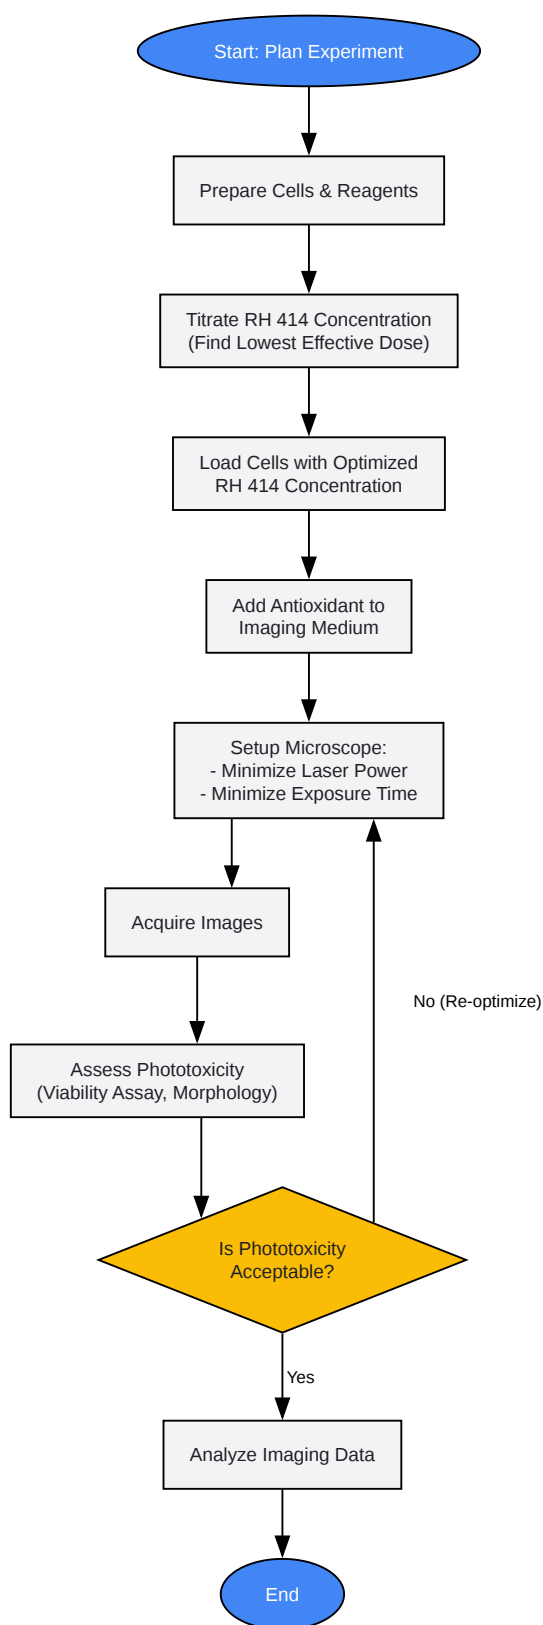 Start: Plan Experiment
Prepare Cells & Reagents
Titrate RH 414 Concentration
(Find Lowest Effective Dose)
Load Cells with Optimized
RH 414 Concentration
Add Antioxidant to
Imaging Medium
Setup Microscope:
- Minimize Laser Power
- Minimize Exposure Time
Acquire Images
No (Re-optimize)
Assess Phototoxicity
(Viability Assay, Morphology)
Is Phototoxicity
Acceptable?
Yes
Analyze Imaging Data
End